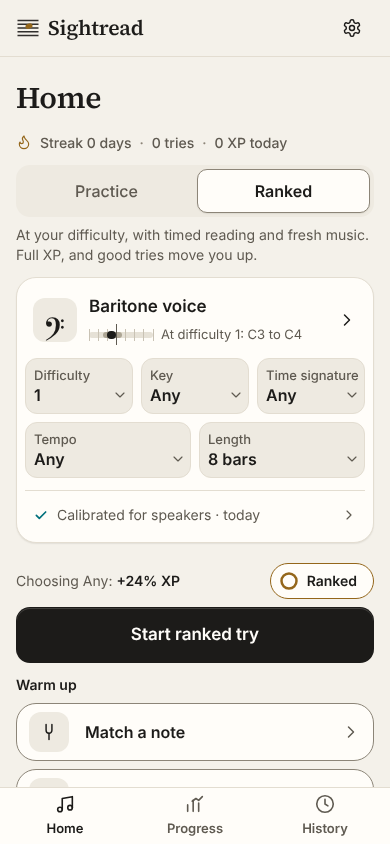 Sightread
Home
Streak 0 days · 0 tries · 0 XP today
Practice
Ranked
At your difficulty, with timed reading and fresh music.
Full XP, and good tries move you up.
Baritone voice
At difficulty 1: C3 to C4
Difficulty
1
Key
Any
Time signature
Any
Tempo
Any
Length
8 bars
Calibrated for speakers · today
Choosing Any: +24% XP
Ranked
Start ranked try
Warm up
Match a note
Home
Progress
History